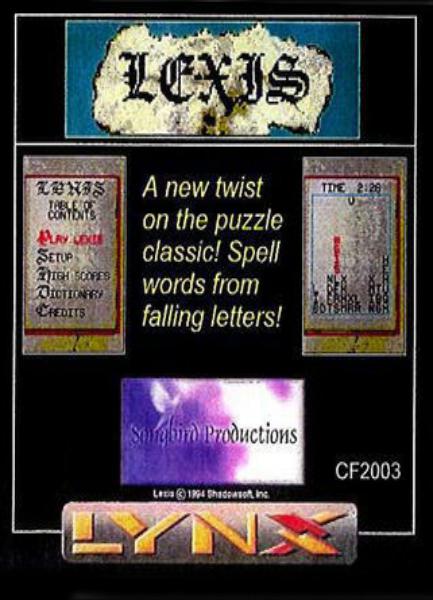 LEXIS
LEXIS
TABLE OF
CONTENTS
PLAY LEXIS
SETUP
HIGH SCORES
DICTIONARY
CREDITS
A new twist
on the puzzle
classic! Spell
words from
falling letters!
TIME 2:28
U
Songbird Productions
CF2003
Lexis © 1994 Shadowsoft, Inc.
LYNX